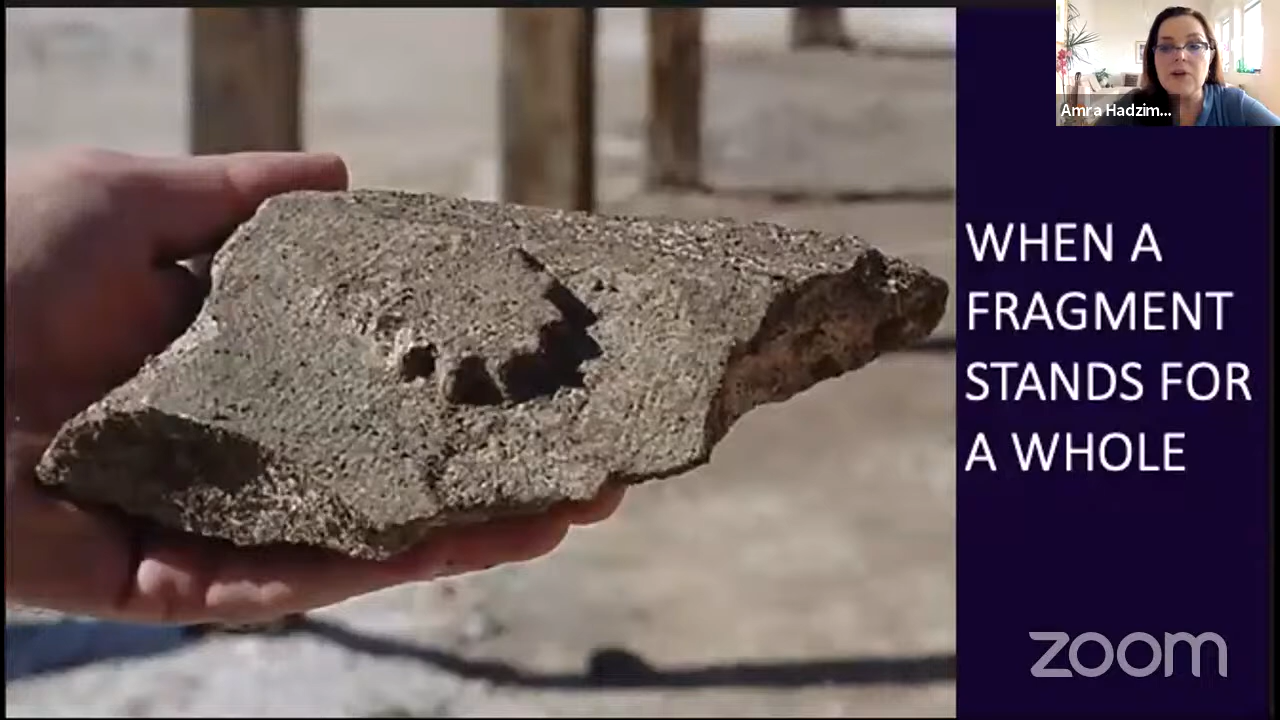 Amra Hadzim...
WHEN A
FRAGMENT
STANDS FOR
A WHOLE
zoom